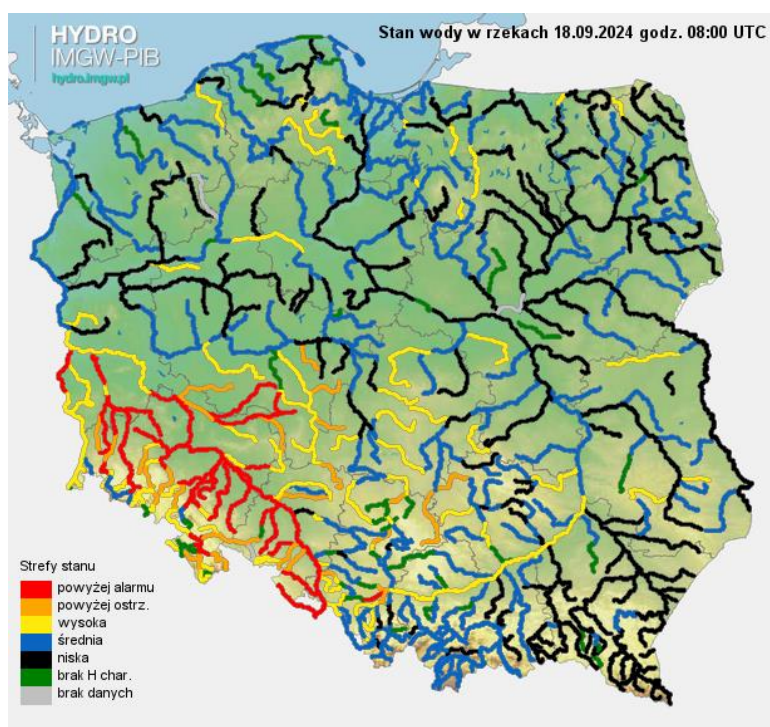 HYDRO
IMGW-PIB
hydro.imgw.pl
Stan wody w rzekach 18.09.2024 godz. 08:00 UTC
Strefy stanu
powyżej alarmu
powyżej ostrz.
wysoka
średnia
niska
brak H char.
brak danych